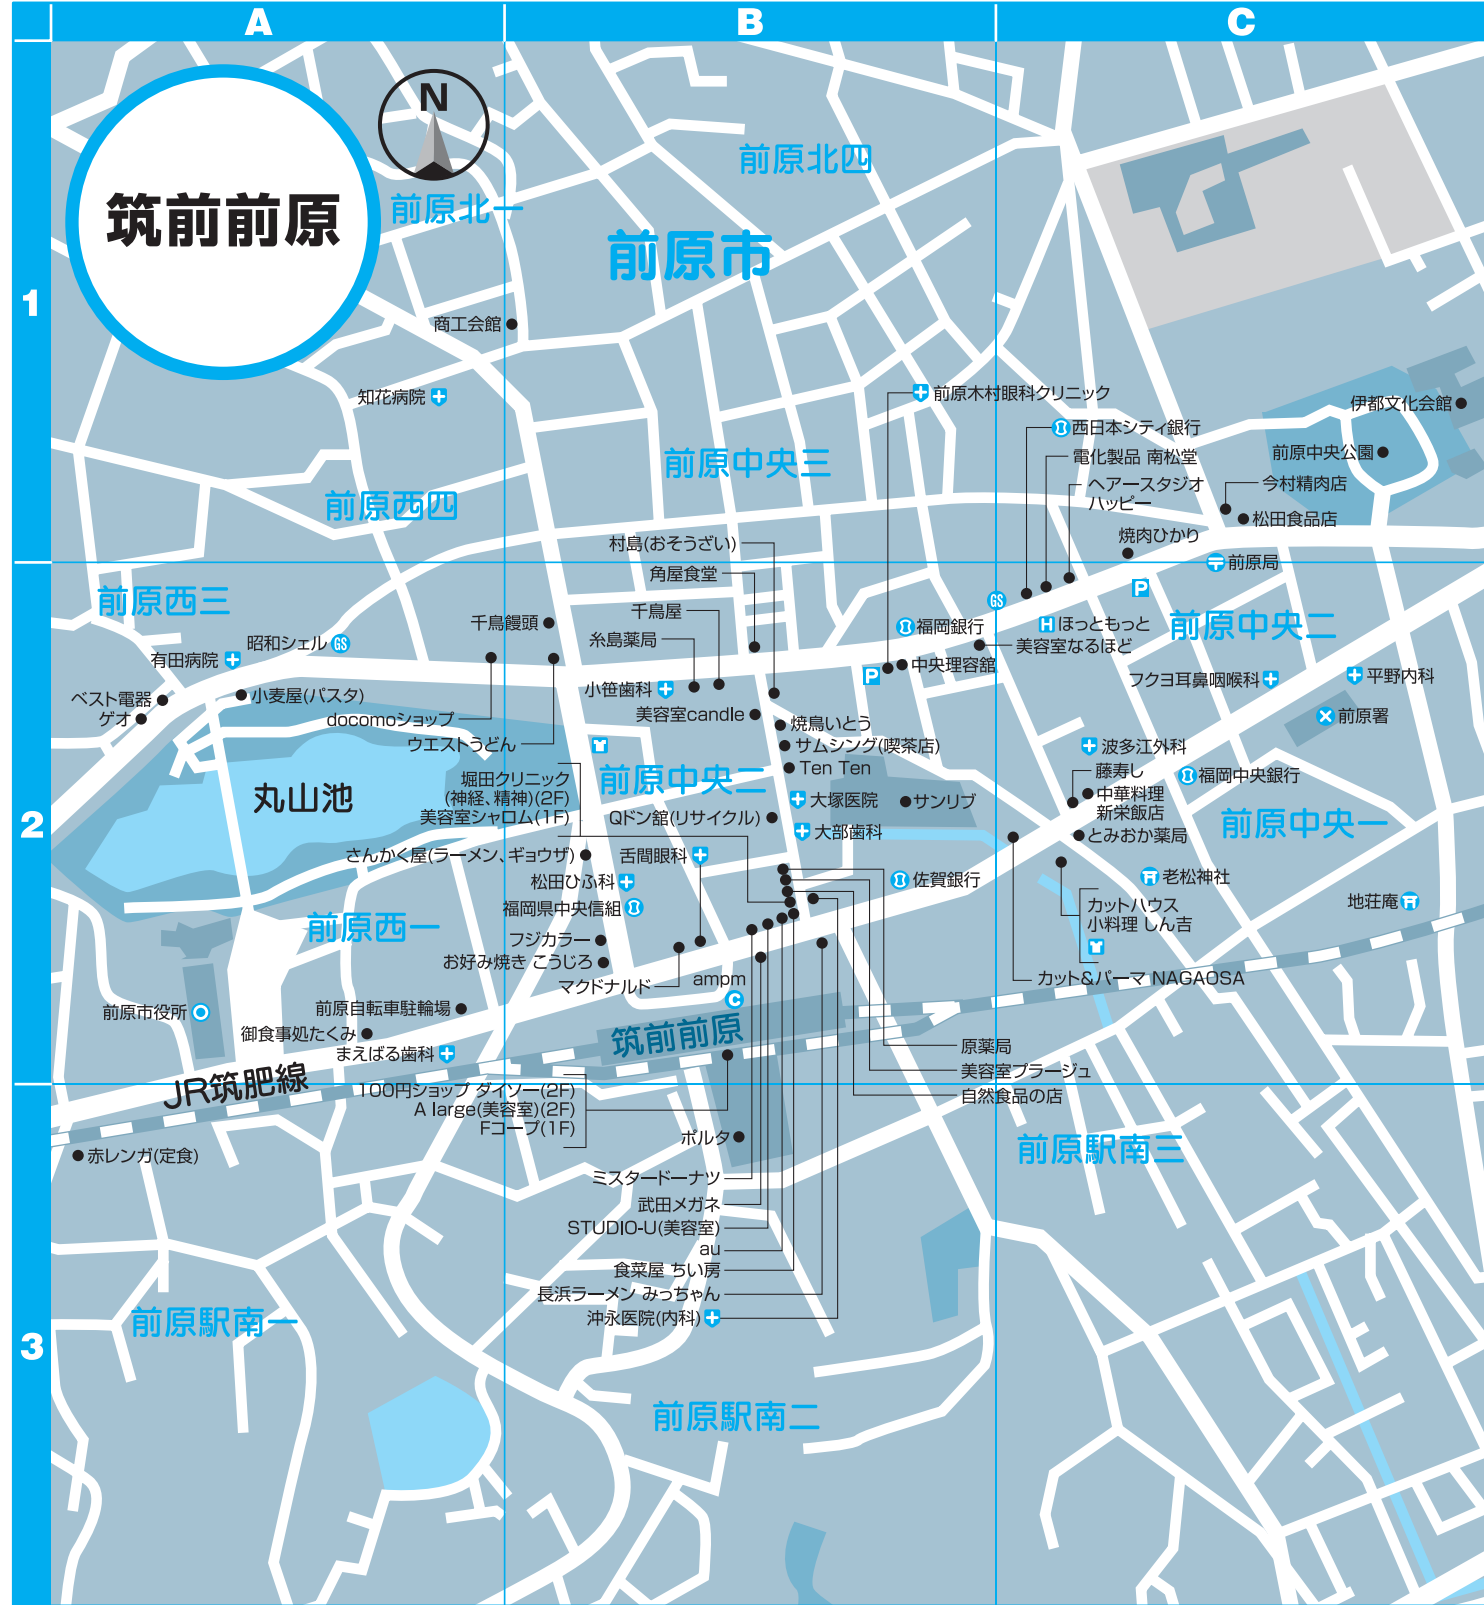 A
B
C
1
2
3
N
筑前前原
前原北一
前原北四
前原市
商工会館
知花病院
前原木村眼科クリニック
西日本シティ銀行
電化製品 南松堂
ヘアースタジオ
ハッピー
伊都文化会館
前原中央公園
今村精肉店
松田食品店
焼肉ひかり
前原局
前原中央三
前原西四
村島(おそうざい)
角屋食堂
千鳥屋
糸島薬局
前原西三
千鳥饅頭
昭和シェル
GS
有田病院
ベスト電器
ゲオ
小麦屋(パスタ)
docomoショップ
ウエストうどん
小笹歯科
美容室candle
福岡銀行
中央理容舘
P
GS
P
H
ほっともっと
美容室なるほど
前原中央二
フクヨ耳鼻咽喉科
平野内科
前原署
焼鳥いとう
サムシング(喫茶店)
Ten Ten
前原中央二
堀田クリニック
(神経、精神)(2F)
美容室シャロム(1F)
Qドン舘(リサイクル)
大塚医院
サンリブ
大部歯科
波多江外科
藤寿し
中華料理
新栄飯店
福岡中央銀行
とみおか薬局
前原中央一
丸山池
さんかく屋(ラーメン、ギョウザ)
舌間眼科
松田ひふ科
福岡県中央信組
佐賀銀行
老松神社
カットハウス
小料理 しん吉
地荘庵
カット&パーマ NAGAOSA
前原西一
フジカラー
お好み焼き こうじろ
マクドナルド
ampm
C
前原市役所
前原自転車駐輪場
御食事処たくみ
まえばる歯科
筑前前原
原薬局
美容室プラージュ
自然食品の店
JR筑肥線
100円ショップ ダイソー(2F)
A large(美容室)(2F)
Fコープ(1F)
ポルタ
赤レンガ(定食)
前原駅南三
ミスタードーナツ
武田メガネ
STUDIO-U(美容室)
au
食菜屋 ちい房
長浜ラーメン みっちゃん
沖永医院(内科)
前原駅南一
前原駅南二